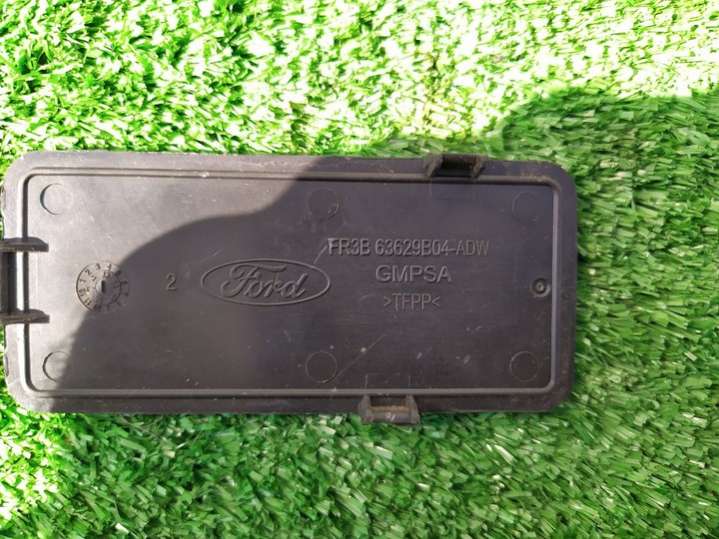 FR3B 63629B04-ADW
2
Ford
GMPSA
>TFPP<